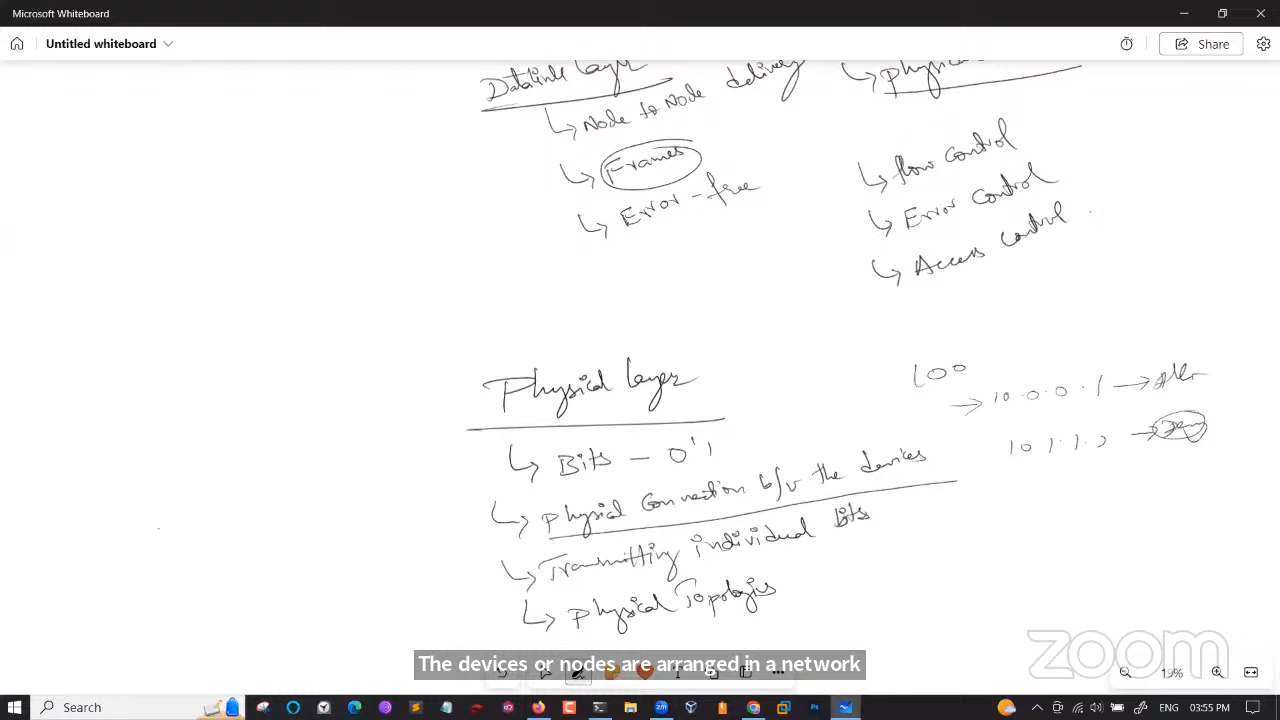 Microsoft Whiteboard
Untitled whiteboard
Share
Datalink Layer
Node to Node delivery
Frames
Error-free
Flow control
Error control
Access control
Physical layer
Bits - 0's
Physical Connection b/w the devices
Transmitting individual bits
Physical Topologies
100
10.0.0.1
10.1.1.
The devices or nodes are arranged in a network
zoom
19%
Search
ENG
03:55 PM